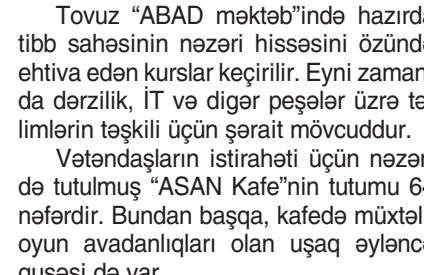 Tovuz “ABAD məktəb”ində hazırda
tibb sahəsinin nəzəri hissəsini özündə
ehtiva edən kurslar keçirilir. Eyni zaman-
da dərzilik, İT və digər peşələr üzrə tə-
limlərin təşkili üçün şərait mövcuddur.
Vətəndaşların istirahəti üçün nəzər-
də tutulmuş “ASAN Kafe”nin tutumu 64
nəfərdir. Bundan başqa, kafedə müxtəli
oyun avadanlıqları olan uşaq əyləncə
guşəsi də var.